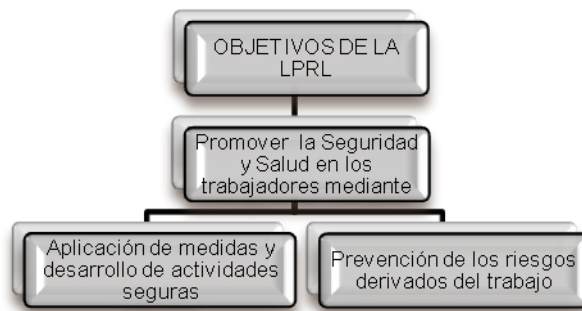 OBJETIVOS DE LA
LPRL
Promover la Seguridad
y Salud en los
trabajadores mediante
Aplicación de medidas y
desarrollo de actividades
seguras
Prevención de los riesgos
derivados del trabajo